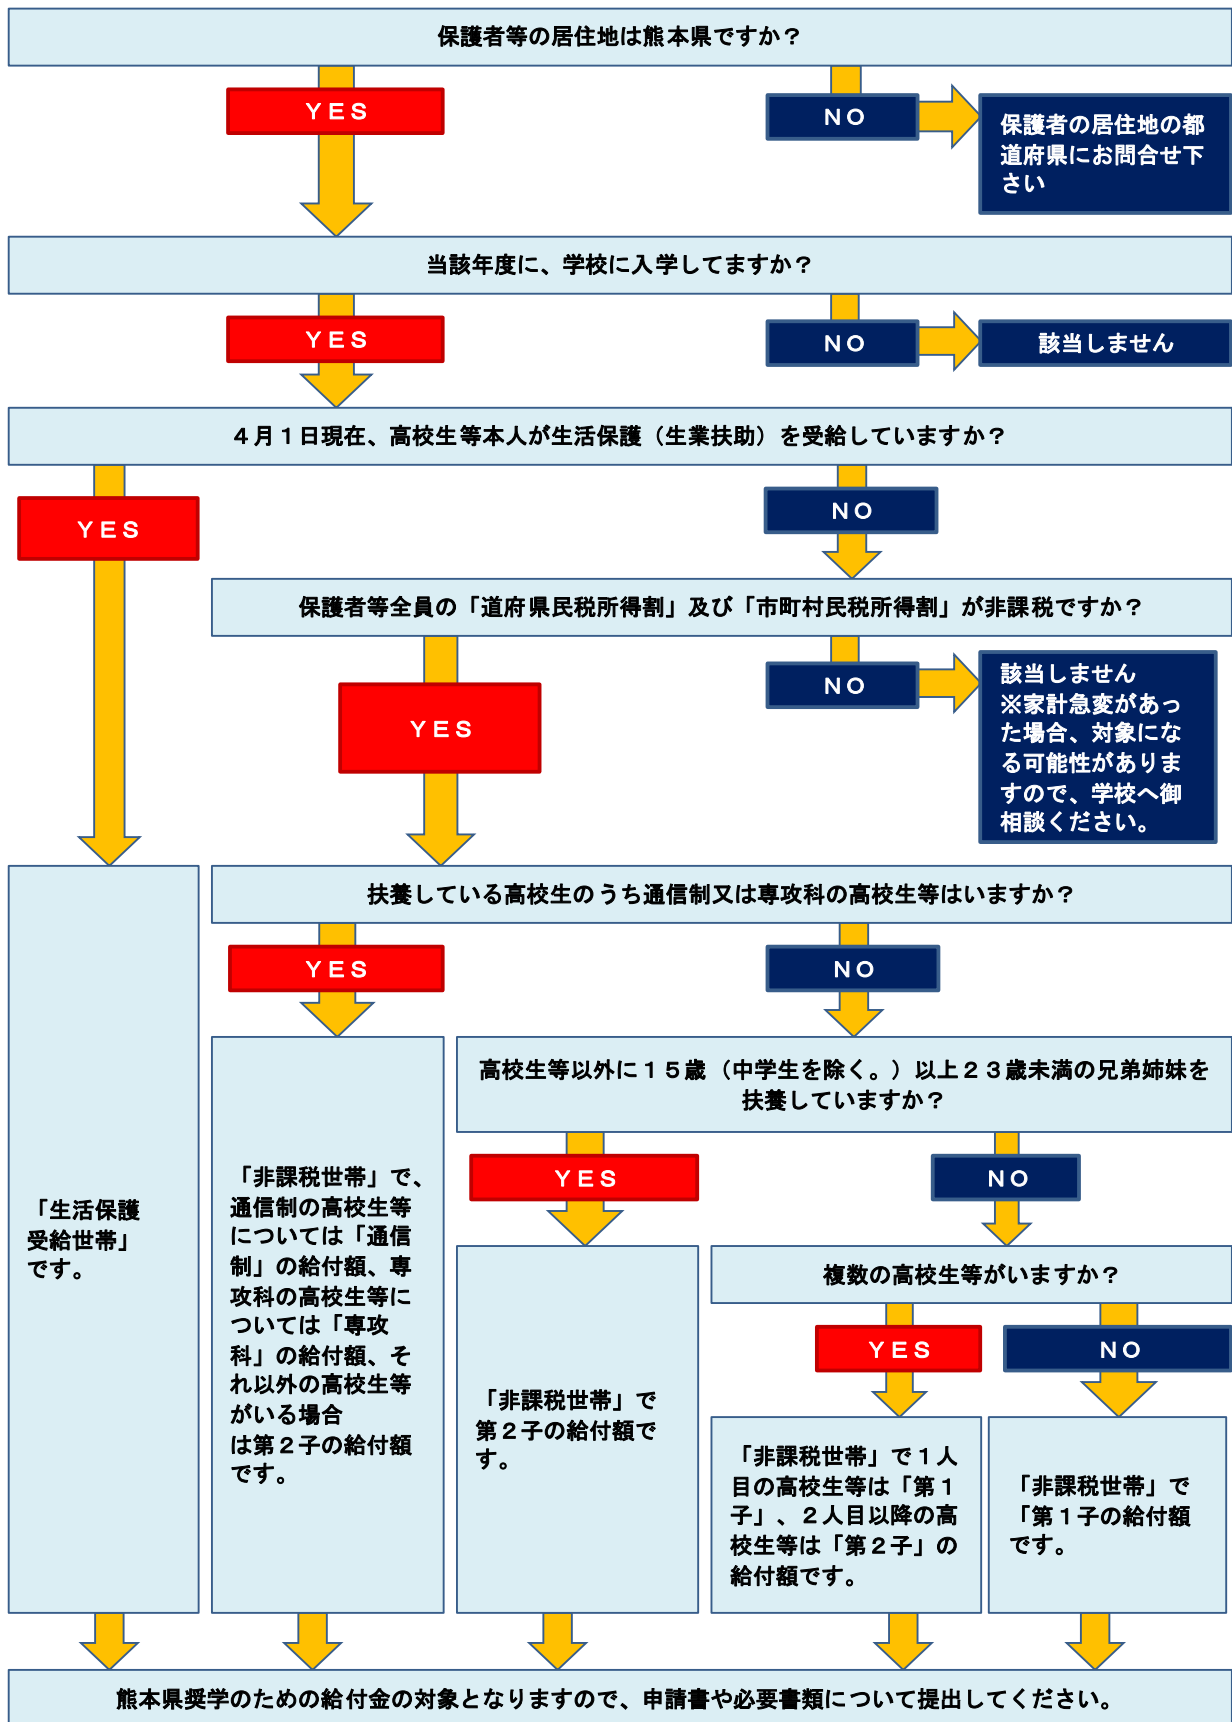 保護者等の居住地は熊本県ですか？
ＹＥＳ
ＮＯ
保護者の居住地の都
道府県にお問合せ下
さい
当該年度に、学校に入学してますか？
ＹＥＳ
ＮＯ
該当しません
４月１日現在、高校生等本人が生活保護（生業扶助）を受給していますか？
ＹＥＳ
ＮＯ
保護者等全員の「道府県民税所得割」及び「市町村民税所得割」が非課税ですか？
ＹＥＳ
ＮＯ
該当しません
※家計急変があっ
た場合、対象にな
る可能性がありま
すので、学校へ御
相談ください。
扶養している高校生のうち通信制又は専攻科の高校生等はいますか？
ＹＥＳ
ＮＯ
高校生等以外に１５歳（中学生を除く。）以上２３歳未満の兄弟姉妹を
扶養していますか？
ＹＥＳ
ＮＯ
「生活保護
受給世帯」
です。
「非課税世帯」で、
通信制の高校生等
については「通信
制」の給付額、専
攻科の高校生等に
ついては「専攻
科」の給付額、そ
れ以外の高校生等
がいる場合
は第２子の給付額
です。
「非課税世帯」で
第２子の給付額で
す。
複数の高校生等がいますか？
ＹＥＳ
ＮＯ
「非課税世帯」で１人
目の高校生等は「第１
子」、２人目以降の高
校生等は「第２子」の
給付額です。
「非課税世帯」で
「第１子の給付額
です。
熊本県奨学のための給付金の対象となりますので、申請書や必要書類について提出してください。